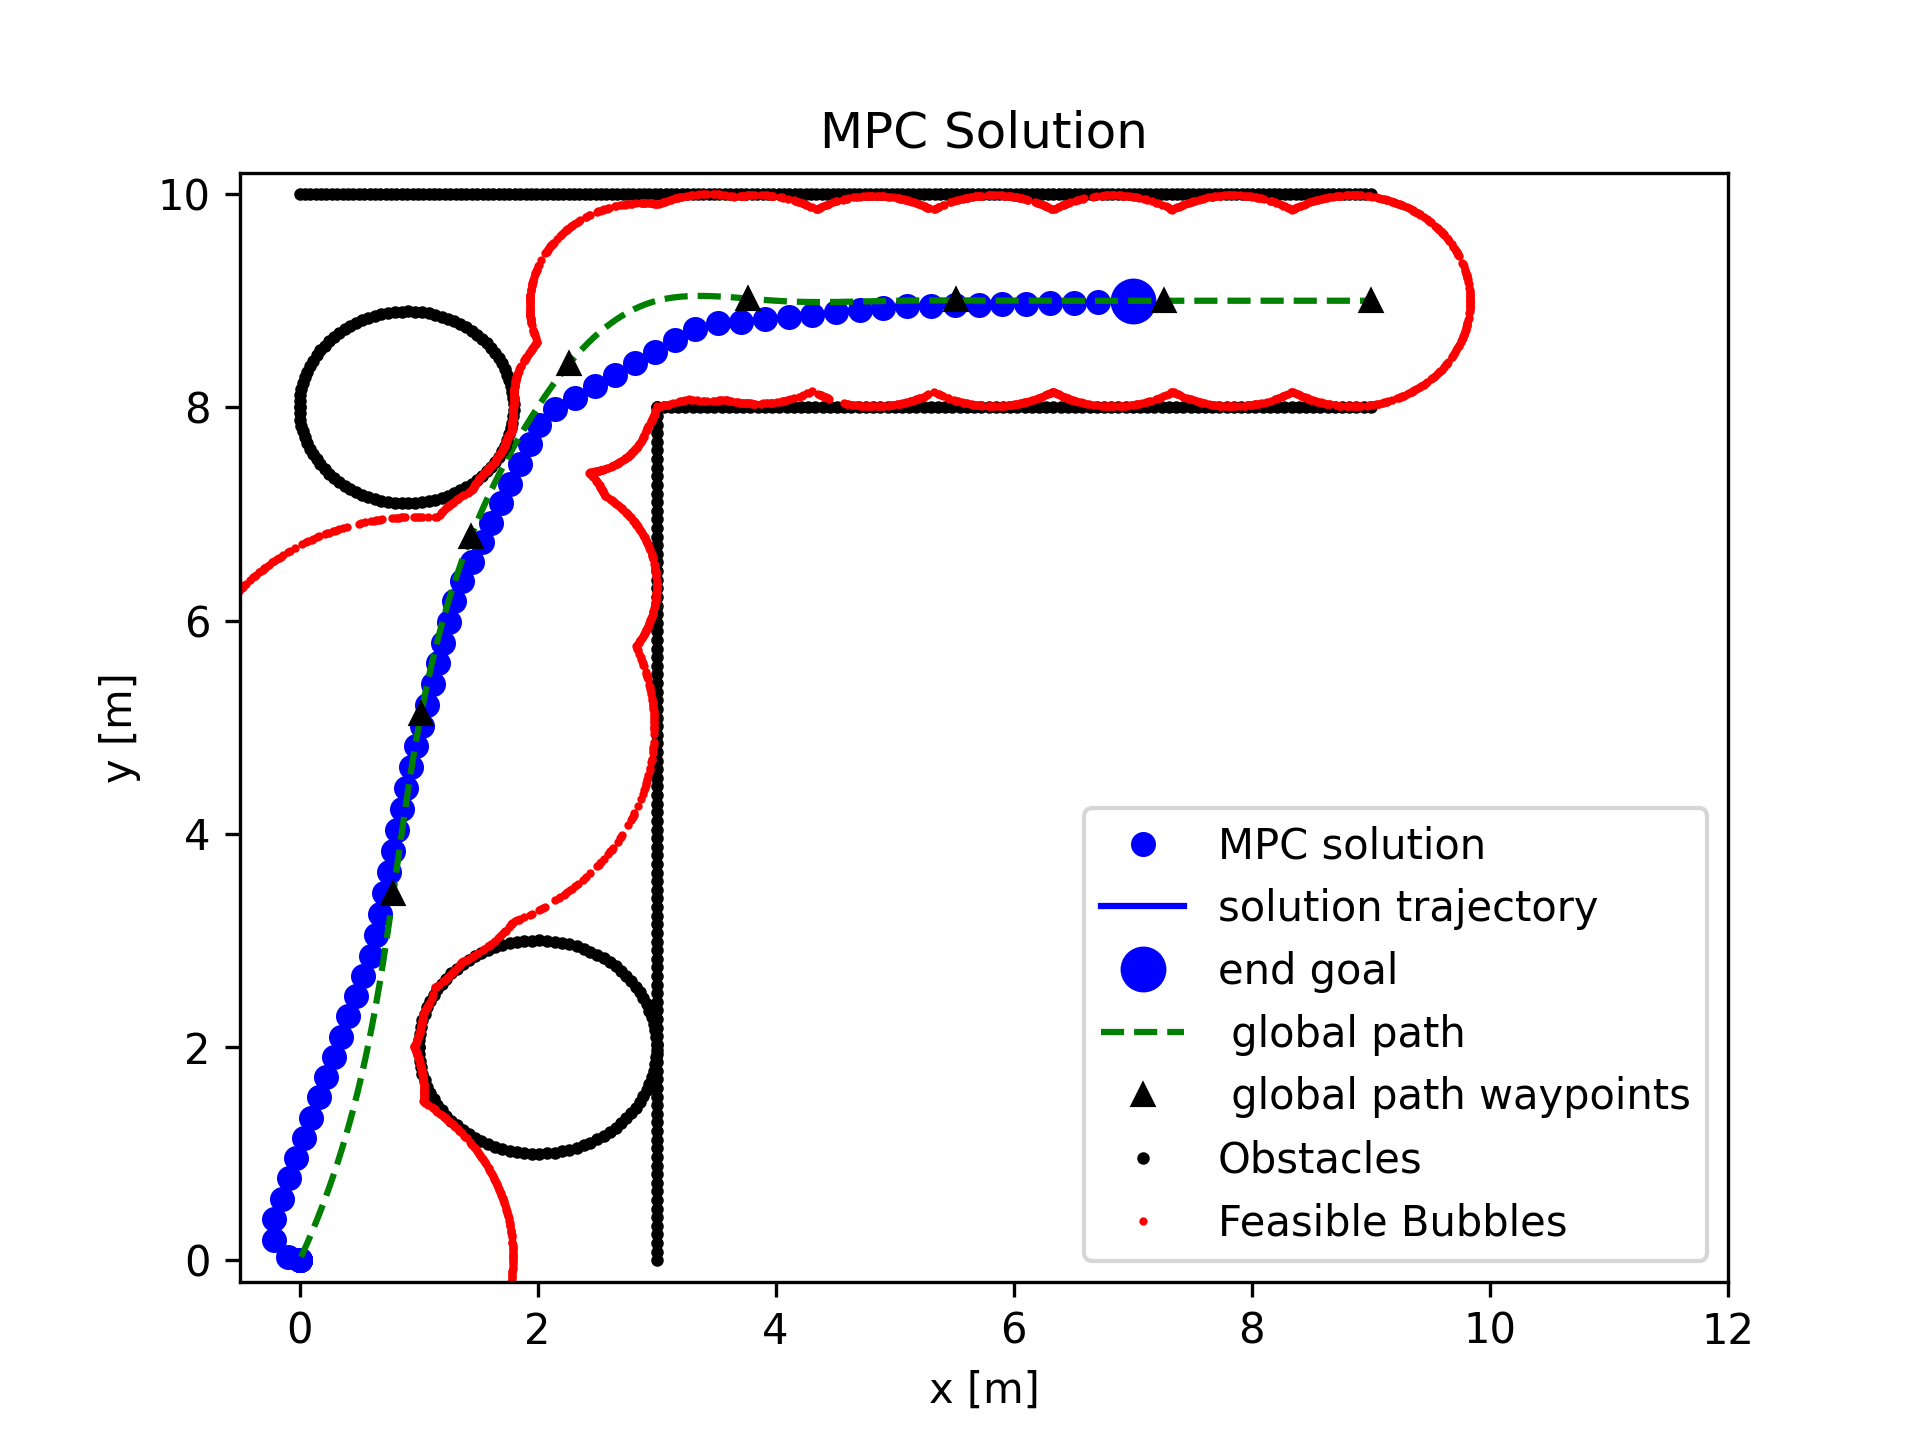 MPC Solution
10
8
6
4
2
0
y [m]
0
2
4
6
8
10
12
x [m]
MPC solution
solution trajectory
end goal
global path
global path waypoints
Obstacles
Feasible Bubbles